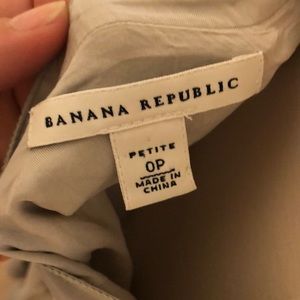 BANANA REPUBLIC
PETITE
0P
MADE IN
CHINA